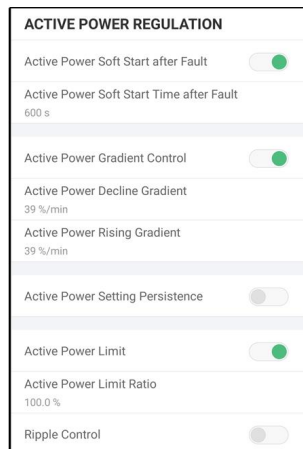 ACTIVE POWER REGULATION
Active Power Soft Start after Fault
Active Power Soft Start Time after Fault
600 s
Active Power Gradient Control
Active Power Decline Gradient
39 %/min
Active Power Rising Gradient
39 %/min
Active Power Setting Persistence
Active Power Limit
Active Power Limit Ratio
100.0 %
Ripple Control